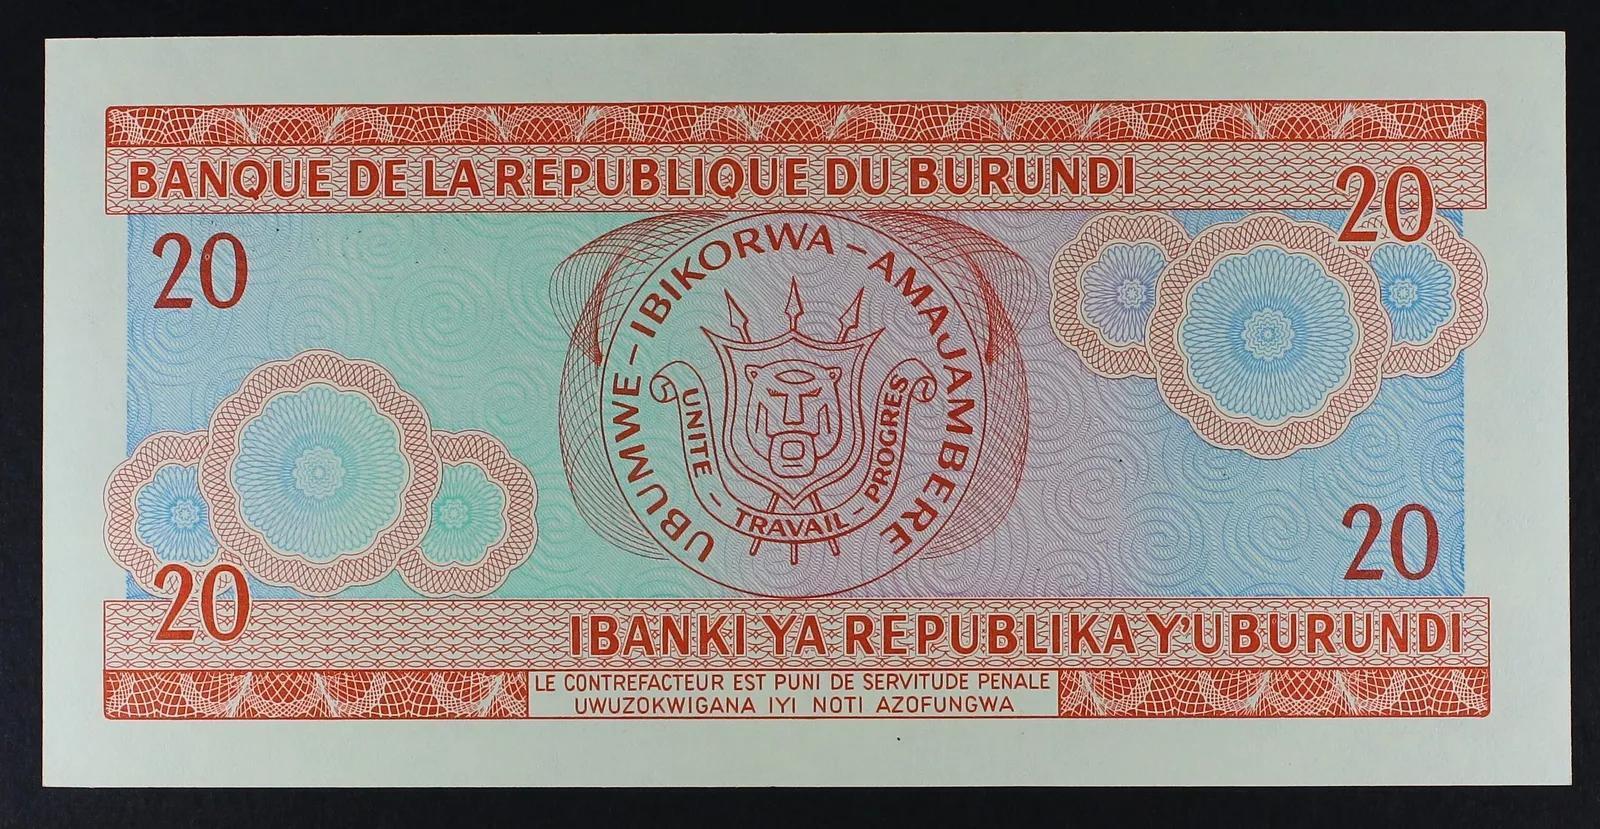 BANQUE DE LA REPUBLIQUE DU BURUNDI
20
20
UBUMWE - IBIKORWA - AMAJAMBERE
UNITE - TRAVAIL - PROGRES
20
20
IBANKI YA REPUBLIKA Y'UBURUNDI
LE CONTREFACTEUR EST PUNI DE SERVITUDE PENALE
UWUZOKWIGANA IYI NOTI AZOFUNGWA